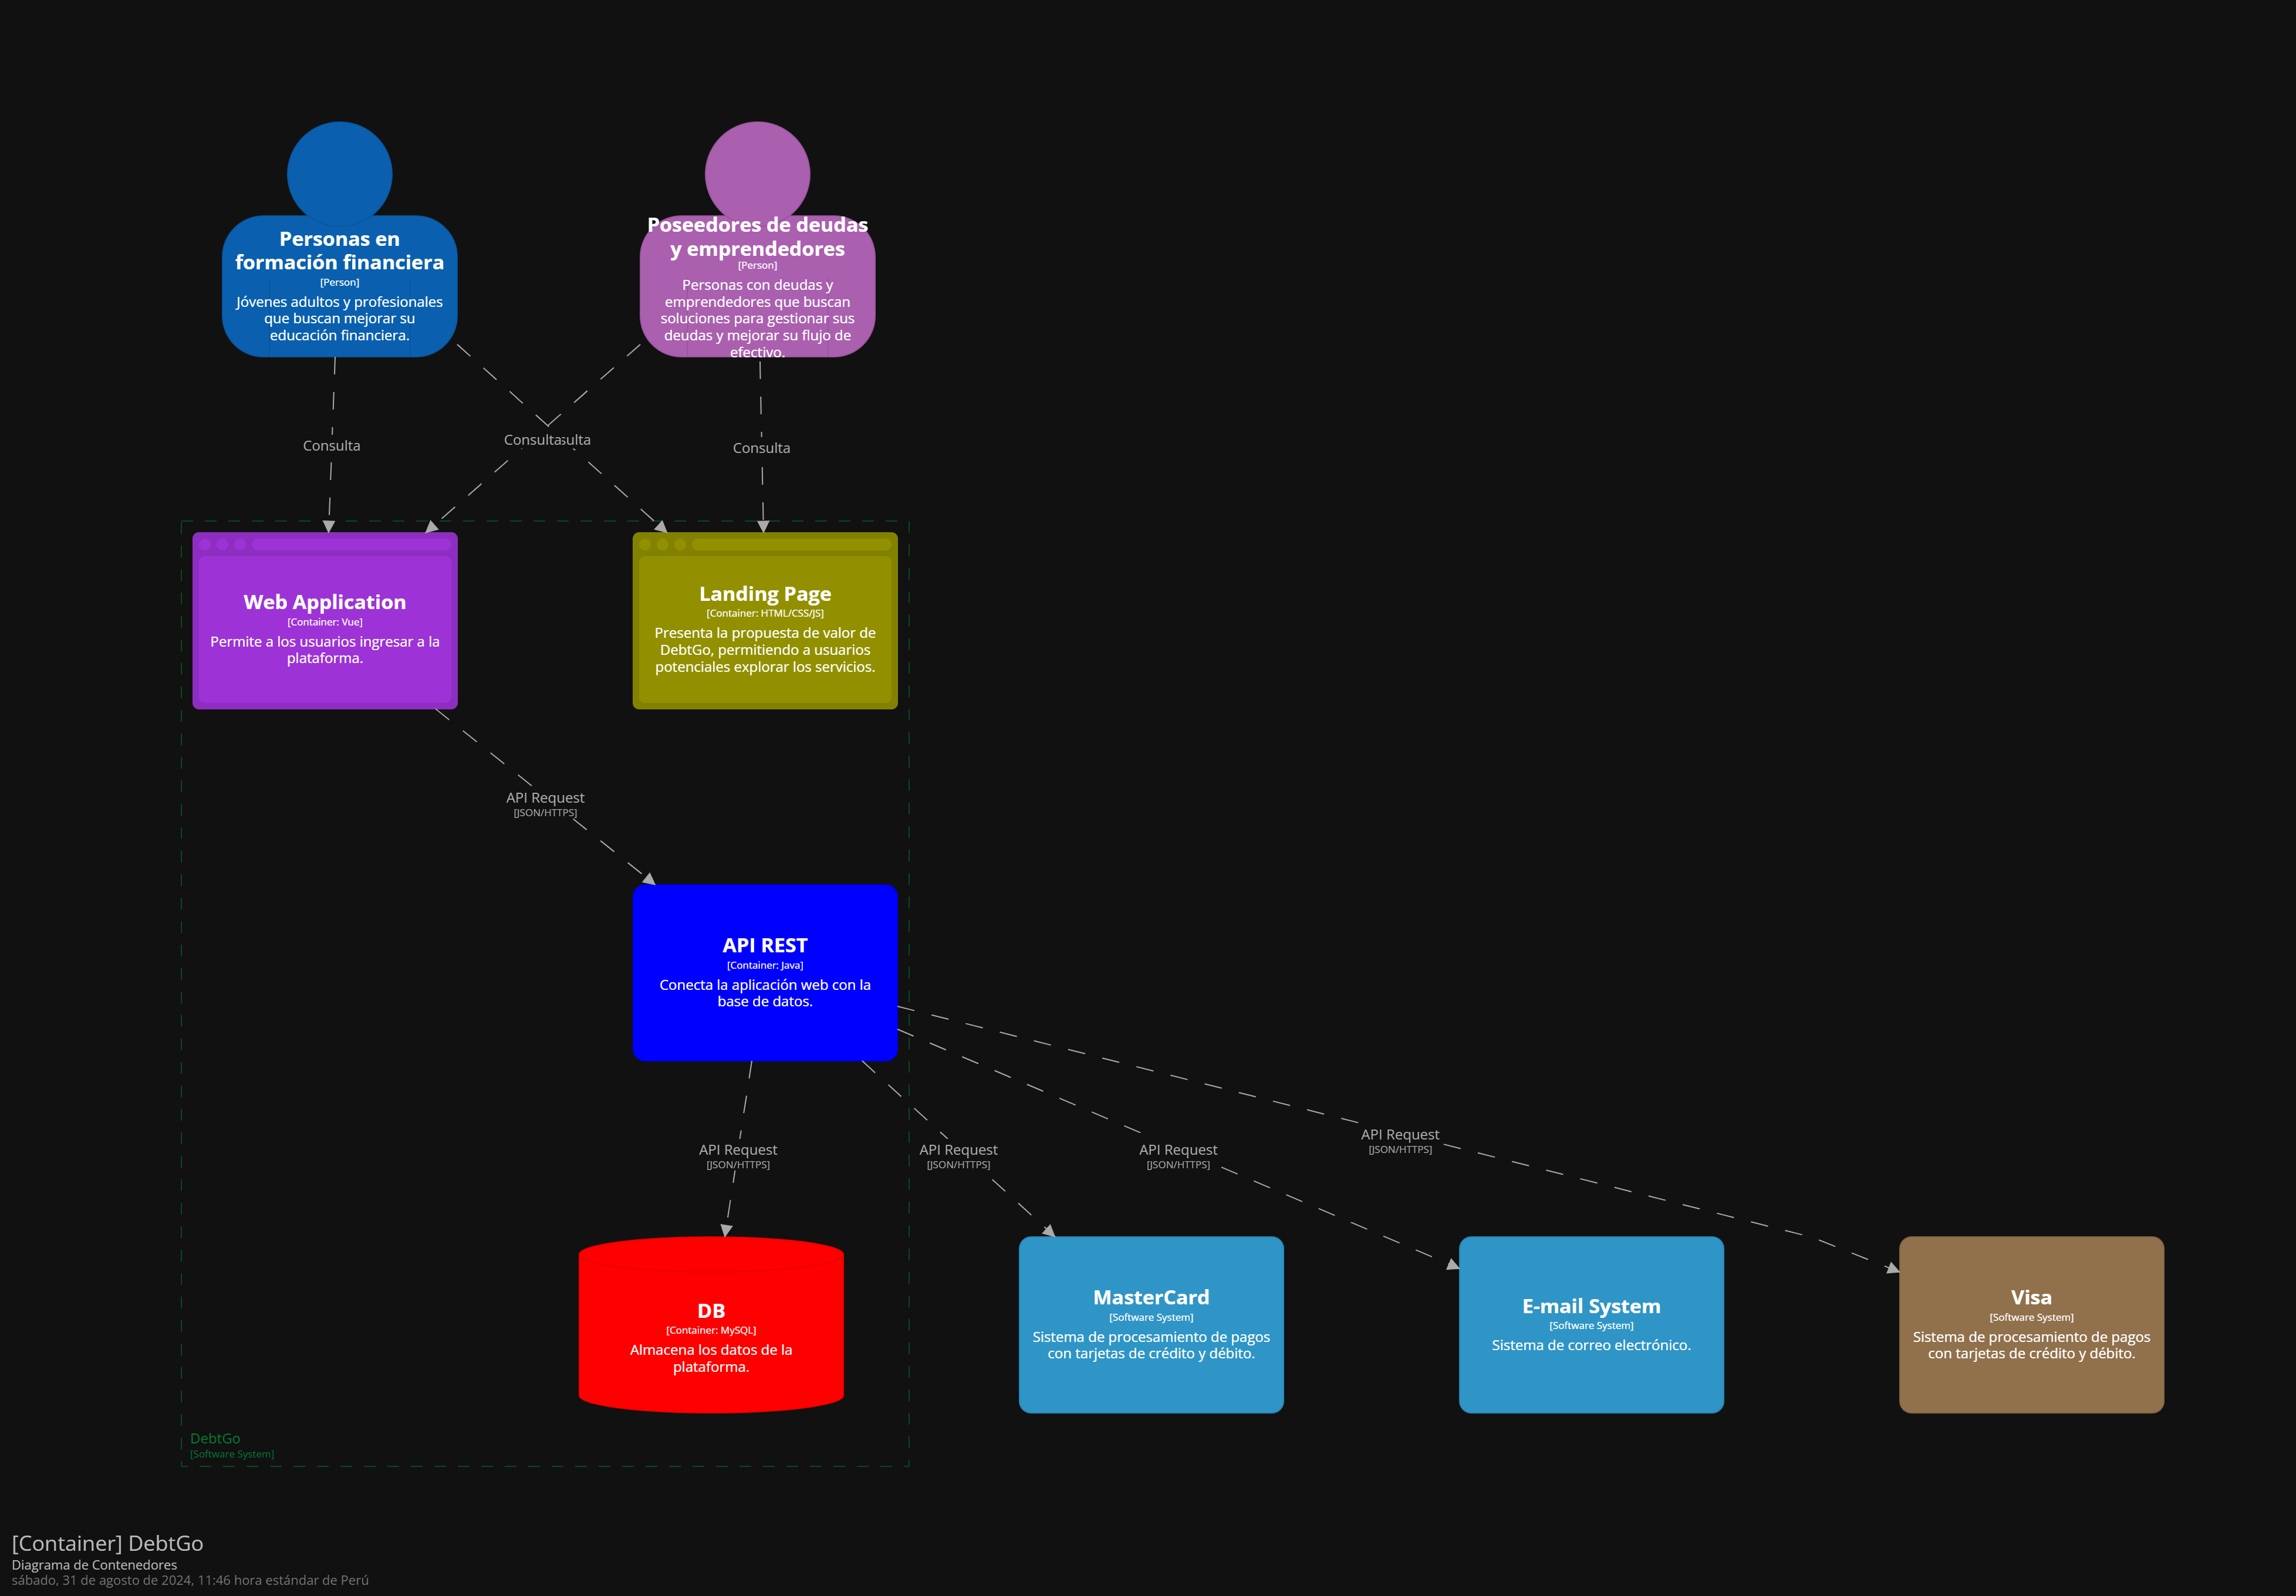 Personas en
formación financiera
[Person]
Jóvenes adultos y profesionales
que buscan mejorar su
educación financiera.
Poseedores de deudas
y emprendedores
[Person]
Personas con deudas y
emprendedores que buscan
soluciones para gestionar sus
deudas y mejorar su flujo de
efectivo.
Consulta
Consulta
sulta
Consulta
Web Application
[Container: Vue]
Permite a los usuarios ingresar a la
plataforma.
Landing Page
[Container: HTML/CSS/JS]
Presenta la propuesta de valor de
DebtGo, permitiendo a usuarios
potenciales explorar los servicios.
API Request
[JSON/HTTPS]
API REST
[Container: Java]
Conecta la aplicación web con la
base de datos.
API Request
[JSON/HTTPS]
API Request
[JSON/HTTPS]
API Request
[JSON/HTTPS]
API Request
[JSON/HTTPS]
DB
[Container: MySQL]
Almacena los datos de la
plataforma.
MasterCard
[Software System]
Sistema de procesamiento de pagos
con tarjetas de crédito y débito.
E-mail System
[Software System]
Sistema de correo electrónico.
Visa
[Software System]
Sistema de procesamiento de pagos
con tarjetas de crédito y débito.
DebtGo
[Software System]
[Container] DebtGo
Diagrama de Contenedores
sábado, 31 de agosto de 2024, 11:46 hora estándar de Perú